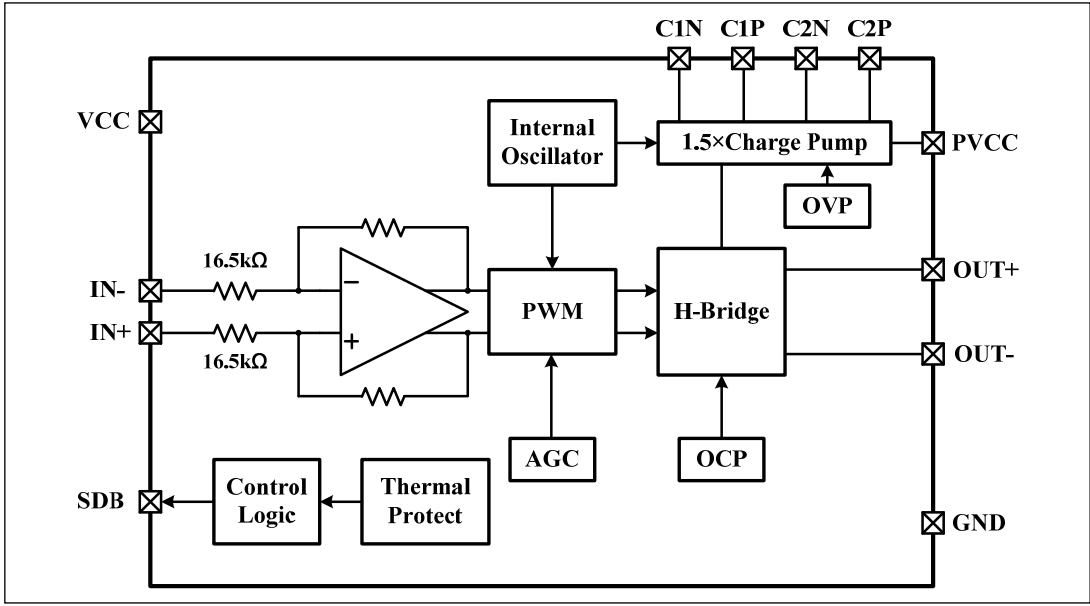 C1N C1P C2N C2P
VCC
Internal
Oscillator
1.5×Charge Pump
PVCC
OVP
16.5kΩ
IN-
IN+
16.5kΩ
−
+
PWM
H-Bridge
OUT+
OUT-
AGC
OCP
SDB
Control
Logic
Thermal
Protect
GND